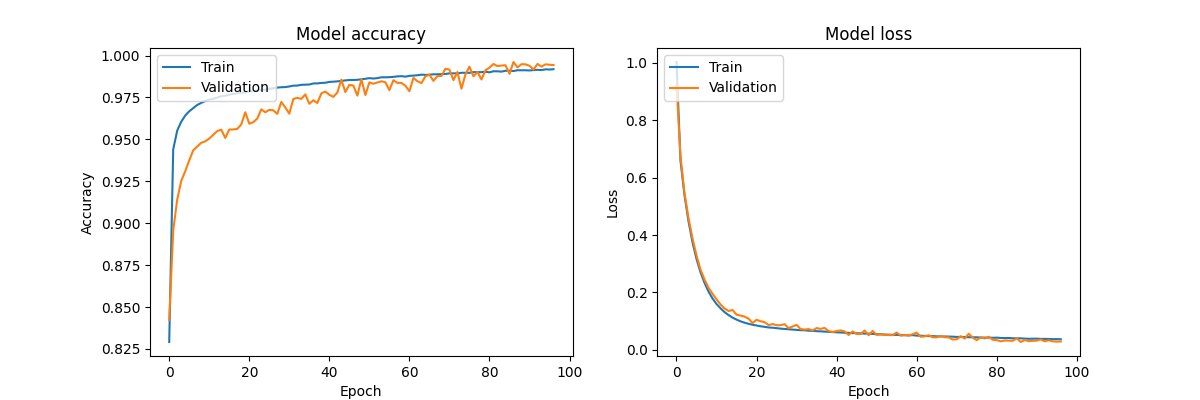 Model accuracy
Train
Validation
1.000
0.975
0.950
0.925
0.900
0.875
0.850
0.825
Accuracy
0 20 40 60 80 100
Epoch
Model loss
Train
Validation
1.0
0.8
0.6
0.4
0.2
0.0
Loss
0 20 40 60 80 100
Epoch